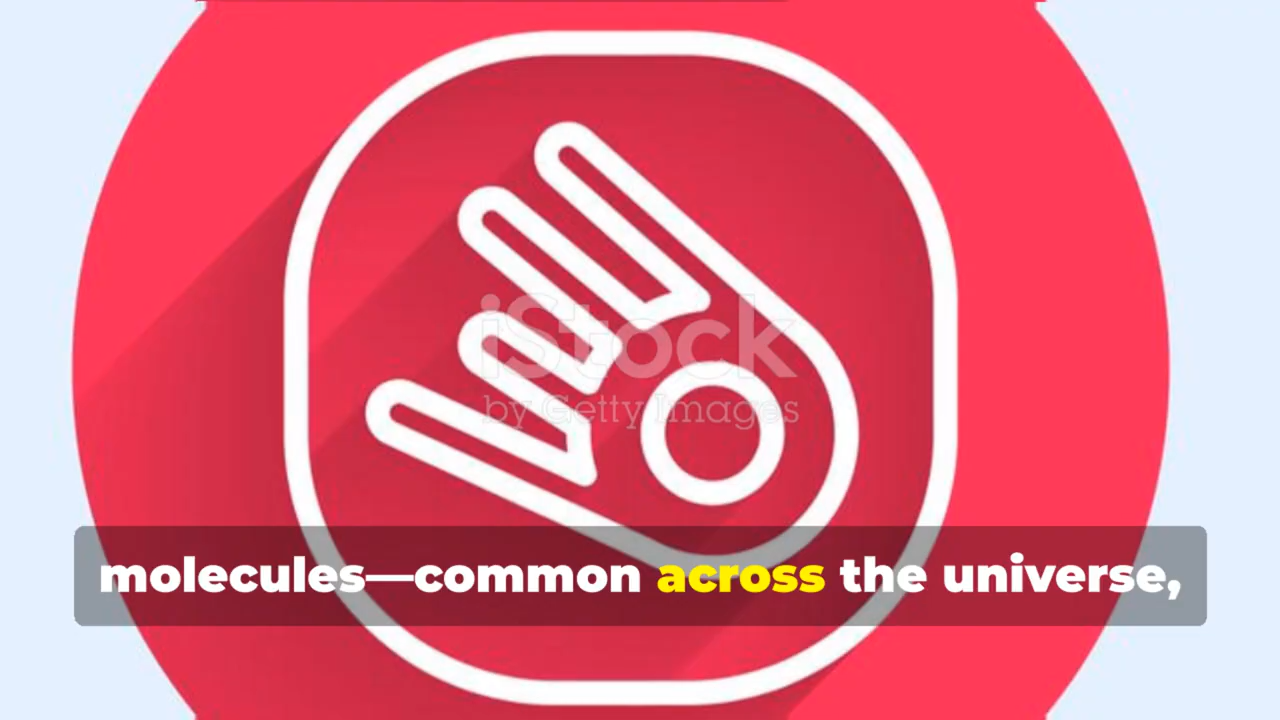 iStock
by Getty Images
molecules—common across the universe,